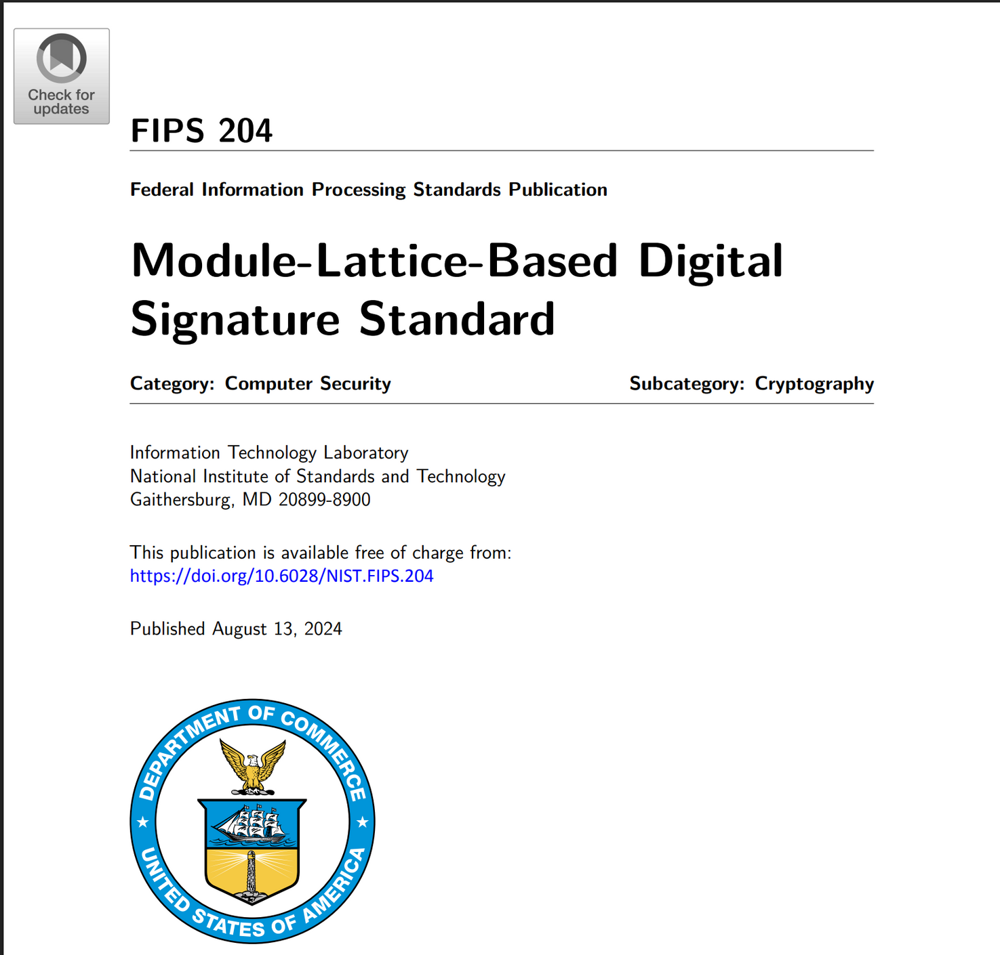 Check for
updates
FIPS 204
Federal Information Processing Standards Publication
Module-Lattice-Based Digital
Signature Standard
Category: Computer Security Subcategory: Cryptography
Information Technology Laboratory
National Institute of Standards and Technology
Gaithersburg, MD 20899-8900
This publication is available free of charge from:
https://doi.org/10.6028/NIST.FIPS.204
Published August 13, 2024
DEPARTMENT OF COMMERCE
UNITED STATES OF AMERICA